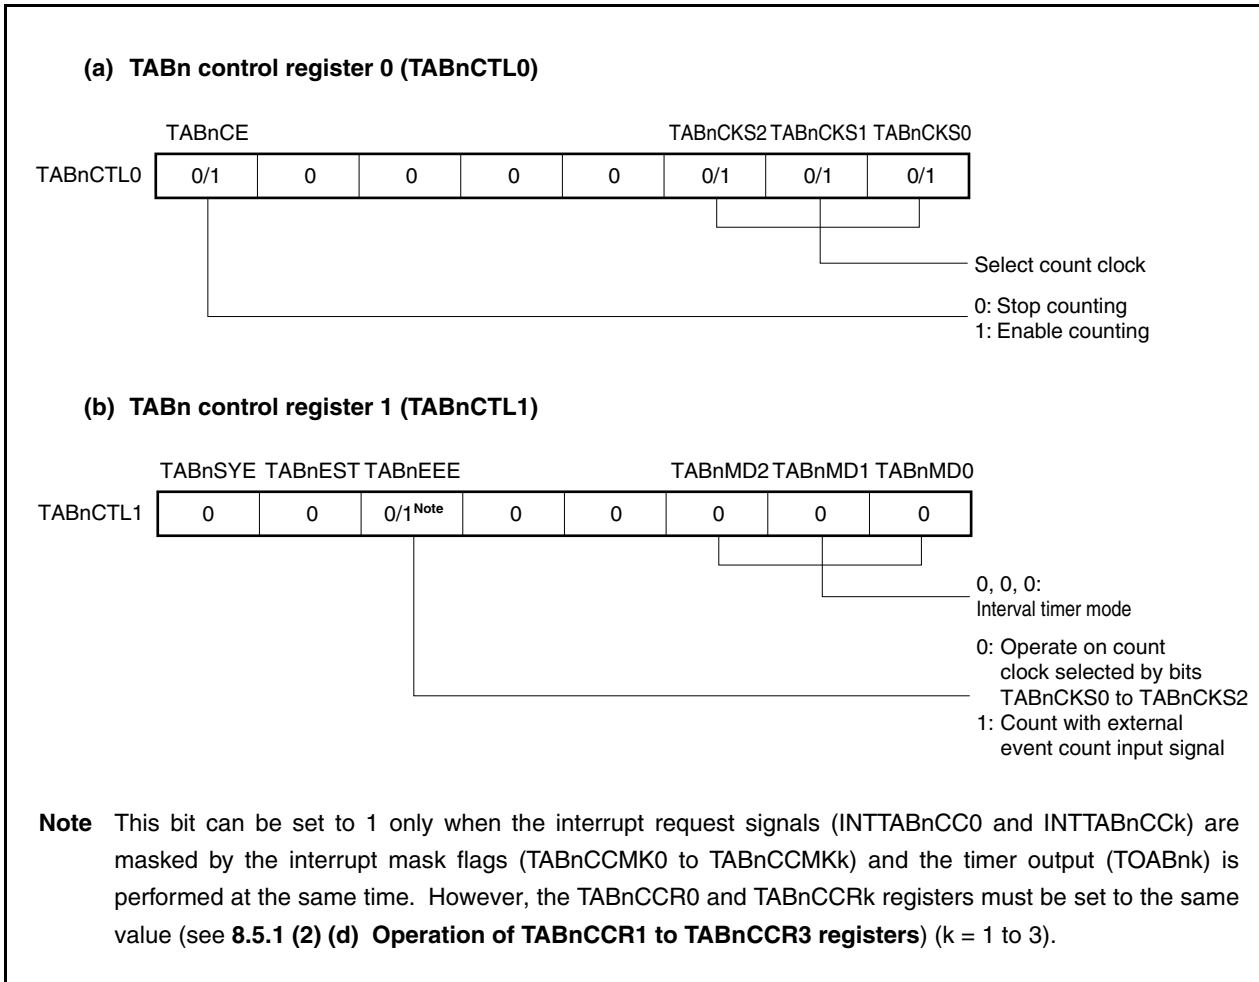 (a) TABn control register 0 (TABnCTL0)
TABnCE TABnCKS2 TABnCKS1 TABnCKS0
TABnCTL0 0/1 0 0 0 0 0/1 0/1 0/1
Select count clock
0: Stop counting
1: Enable counting
(b) TABn control register 1 (TABnCTL1)
TABnSYE TABnEST TABnEEE TABnMD2 TABnMD1 TABnMD0
TABnCTL1 0 0 0/1Note 0 0 0 0 0
0, 0, 0:
Interval timer mode
0: Operate on count
clock selected by bits
TABnCKS0 to TABnCKS2
1: Count with external
event count input signal
Note This bit can be set to 1 only when the interrupt request signals (INTTABnCC0 and INTTABnCCk) are
masked by the interrupt mask flags (TABnCCMK0 to TABnCCMKk) and the timer output (TOABnk) is
performed at the same time. However, the TABnCCR0 and TABnCCRk registers must be set to the same
value (see 8.5.1 (2) (d) Operation of TABnCCR1 to TABnCCR3 registers) (k = 1 to 3).